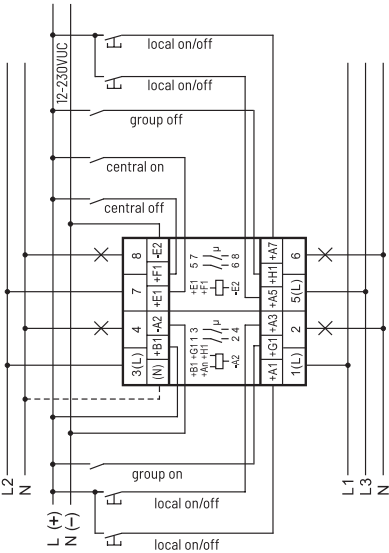 local on/off
12-230VUC
local on/off
group off
central on
central off
8 7 4 3(L)
-E2 +F1 +E1 -A2 +B1 (N)
5 7
µ
6 8
+E1
+F1
-E2
+B1 +G1 1 3
µ
+An +H1
2 4
-A2
+A7 +H1 +A5 +A3 +G1 +A1
6 5(L) 2 1(L)
group on
local on/off
local on/off
L2
N
L (+)
N (-)
L1
L3
N